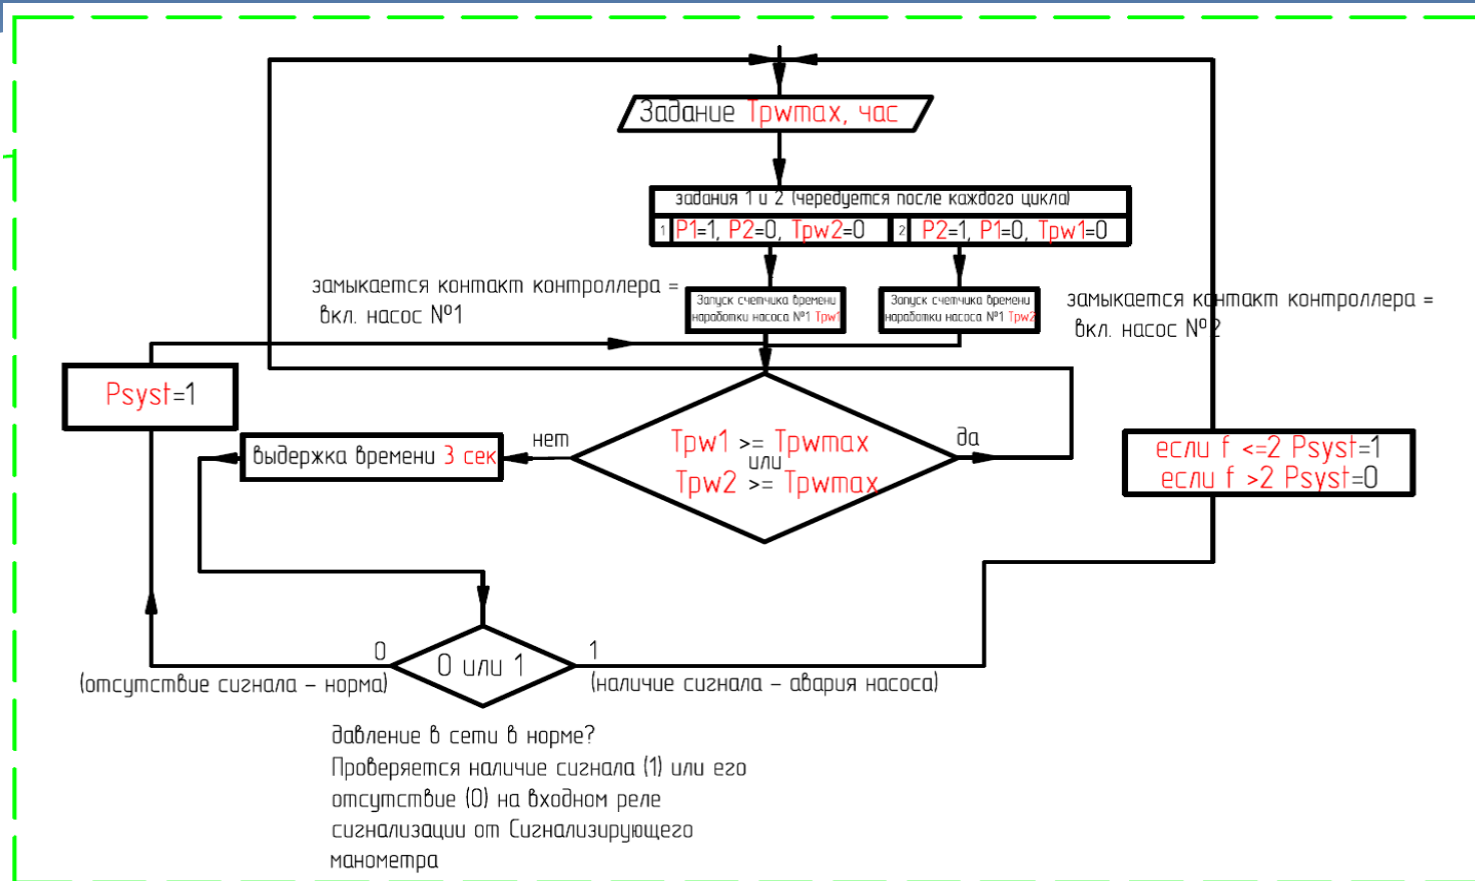 Задание Tpwmax, час
задания 1 и 2 (чередуется после каждого цикла)
1 P1=1, P2=0, Tpw2=0
2 P2=1, P1=0, Tpw1=0
замыкается контакт контроллера =
вкл. насос №1
Запуск счетчика времени
наработки насоса №1 Tpw1
Запуск счетчика времени
наработки насоса №1 Tpw2
замыкается контакт контроллера =
вкл. насос №2
Psyst=1
выдержка времени 3 сек
нет
Tpw1 >= Tpwmax
или
Tpw2 >= Tpwmax
да
если f <=2 Psyst=1
если f >2 Psyst=0
0
(отсутствие сигнала – норма)
0 или 1
1
(наличие сигнала – авария насоса)
давление в сети в норме?
Проверяется наличие сигнала (1) или его
отсутствие (0) на входном реле
сигнализации от Сигнализирующего
манометра